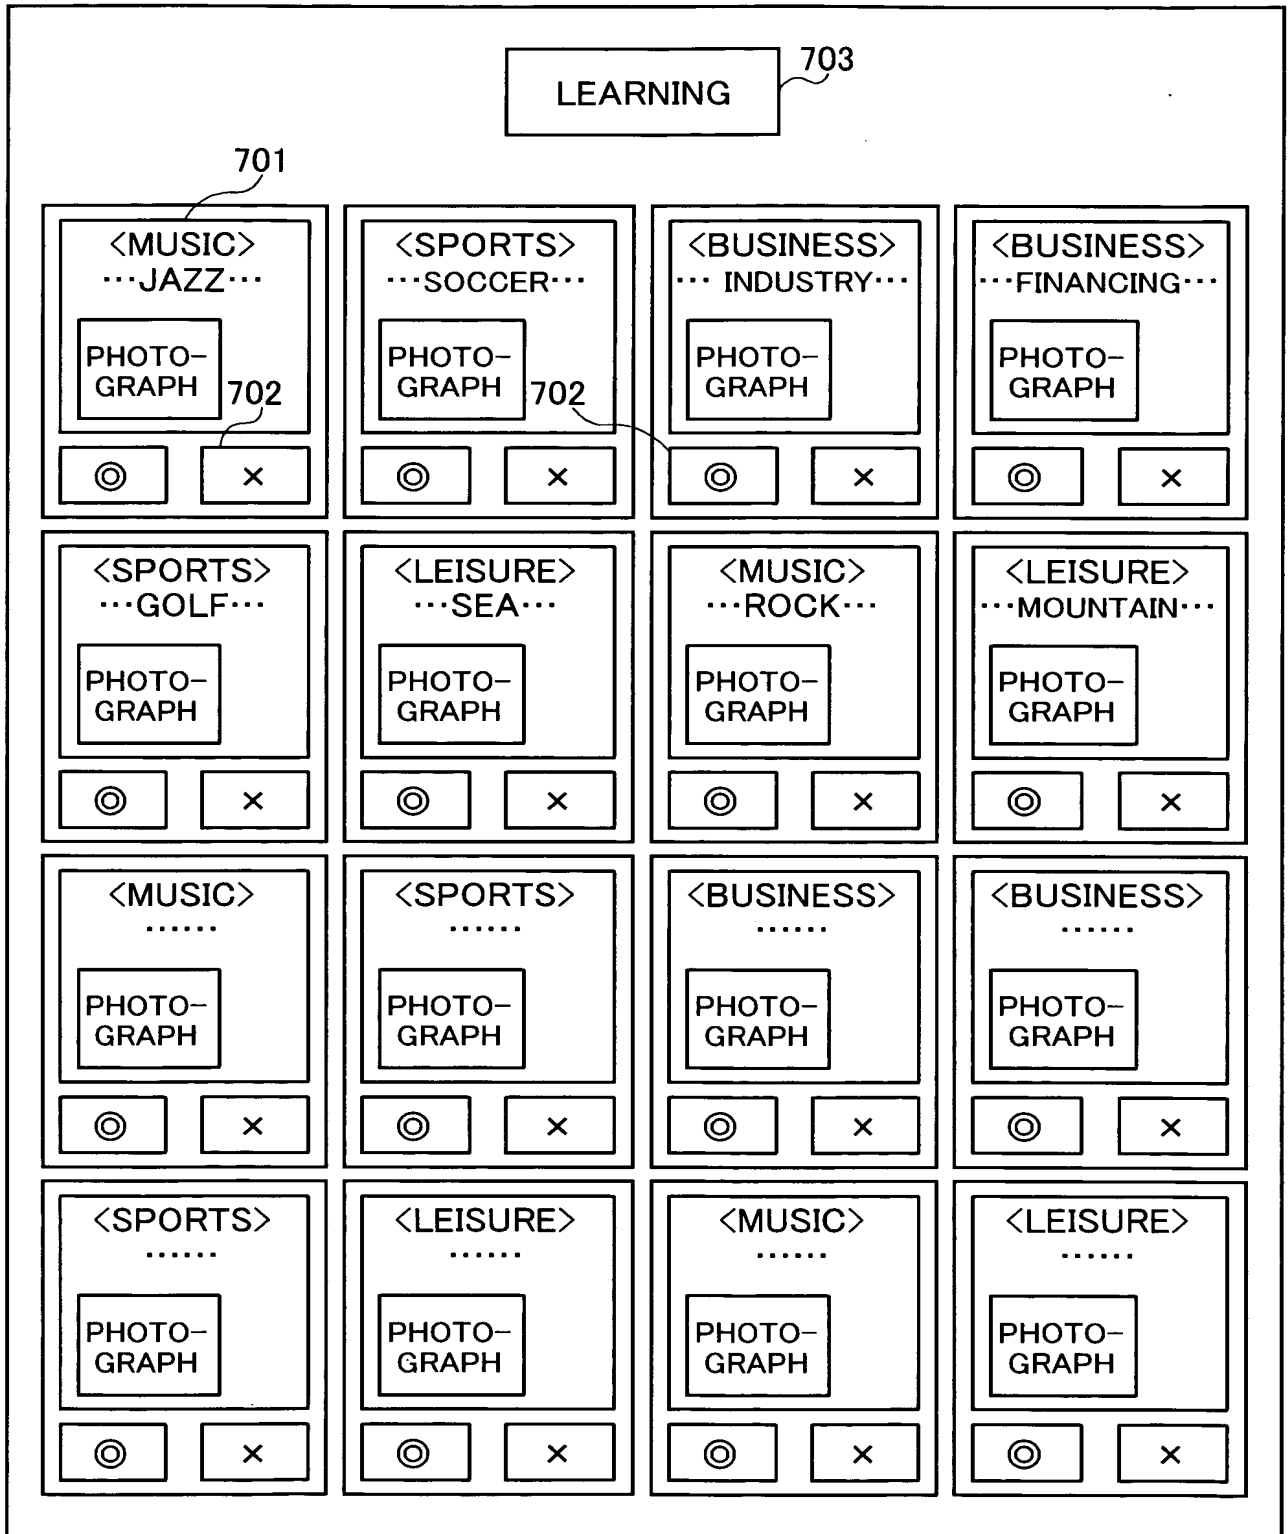 703
LEARNING
701
<MUSIC> <SPORTS> <BUSINESS> <BUSINESS>
···JAZZ··· ···SOCCER··· ··· INDUSTRY··· ···FINANCING···
PHOTO- PHOTO- PHOTO- PHOTO-
GRAPH GRAPH GRAPH GRAPH
702 702
◎ × ◎ × ◎ × ◎ ×
<SPORTS> <LEISURE> <MUSIC> <LEISURE>
···GOLF··· ···SEA··· ···ROCK··· ···MOUNTAIN···
PHOTO- PHOTO- PHOTO- PHOTO-
GRAPH GRAPH GRAPH GRAPH
◎ × ◎ × ◎ × ◎ ×
<MUSIC> <SPORTS> <BUSINESS> <BUSINESS>
······ ······ ······ ······
PHOTO- PHOTO- PHOTO- PHOTO-
GRAPH GRAPH GRAPH GRAPH
◎ × ◎ × ◎ × ◎ ×
<SPORTS> <LEISURE> <MUSIC> <LEISURE>
······ ······ ······ ······
PHOTO- PHOTO- PHOTO- PHOTO-
GRAPH GRAPH GRAPH GRAPH
◎ × ◎ × ◎ × ◎ ×